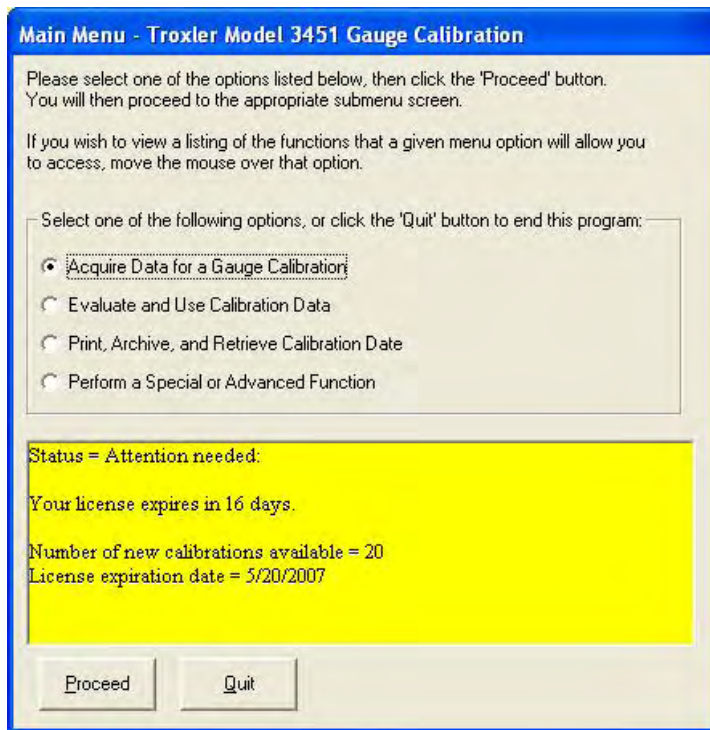 Main Menu - Troxler Model 3451 Gauge Calibration
Please select one of the options listed below, then click the 'Proceed' button.
You will then proceed to the appropriate submenu screen.
If you wish to view a listing of the functions that a given menu option will allow you
to access, move the mouse over that option.
Select one of the following options, or click the 'Quit' button to end this program:
Acquire Data for a Gauge Calibration
Evaluate and Use Calibration Data
Print, Archive, and Retrieve Calibration Date
Perform a Special or Advanced Function
Status = Attention needed:
Your license expires in 16 days.
Number of new calibrations available = 20
License expiration date = 5/20/2007
Proceed
Quit